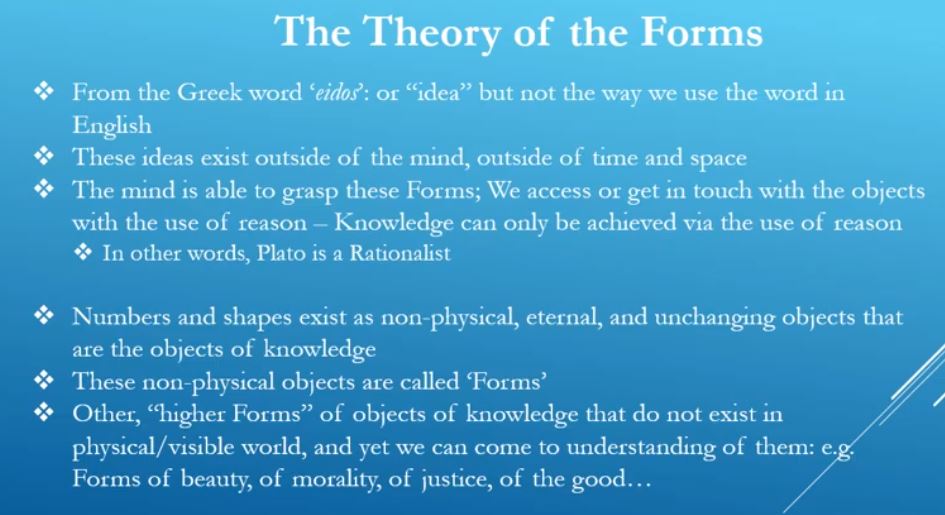 The Theory of the Forms
❖ From the Greek word ‘eidos’: or “idea” but not the way we use the word in
English
❖ These ideas exist outside of the mind, outside of time and space
❖ The mind is able to grasp these Forms; We access or get in touch with the objects
with the use of reason – Knowledge can only be achieved via the use of reason
❖ In other words, Plato is a Rationalist
❖ Numbers and shapes exist as non-physical, eternal, and unchanging objects that
are the objects of knowledge
❖ These non-physical objects are called ‘Forms’
❖ Other, “higher Forms” of objects of knowledge that do not exist in
physical/visible world, and yet we can come to understanding of them: e.g.
Forms of beauty, of morality, of justice, of the good…